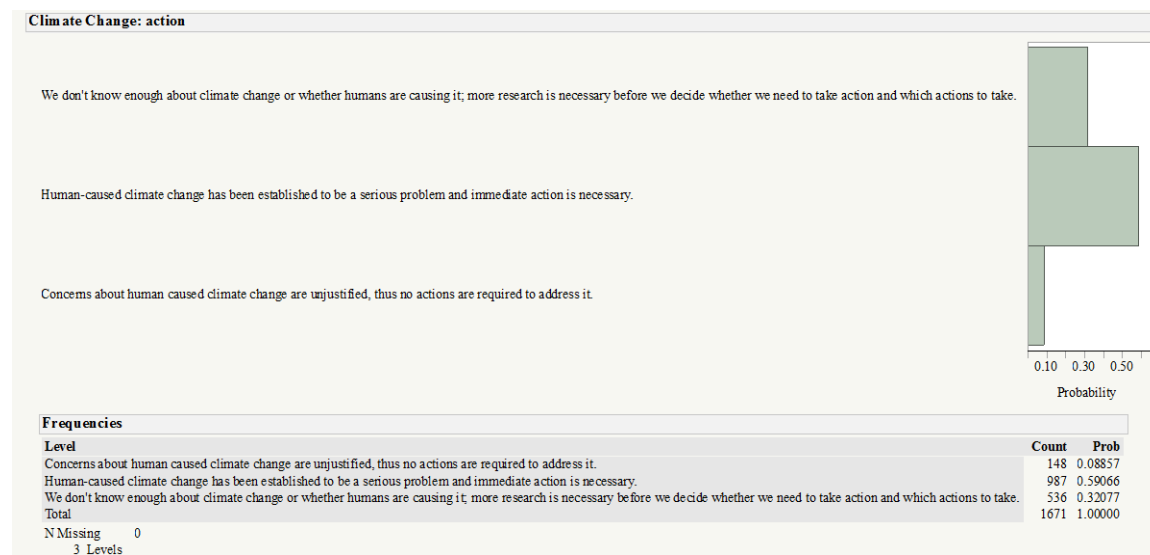 Climate Change: action
We don't know enough about climate change or whether humans are causing it; more research is necessary before we decide whether we need to take action and which actions to take.
Human-caused climate change has been established to be a serious problem and immediate action is necessary.
Concerns about human caused climate change are unjustified, thus no actions are required to address it.
0.10 0.30 0.50
Probability
Frequencies
Level Count Prob
Concerns about human caused climate change are unjustified, thus no actions are required to address it. 148 0.08857
Human-caused climate change has been established to be a serious problem and immediate action is necessary. 987 0.59066
We don't know enough about climate change or whether humans are causing it; more research is necessary before we decide whether we need to take action and which actions to take. 536 0.32077
Total 1671 1.00000
N Missing 0
3 Levels